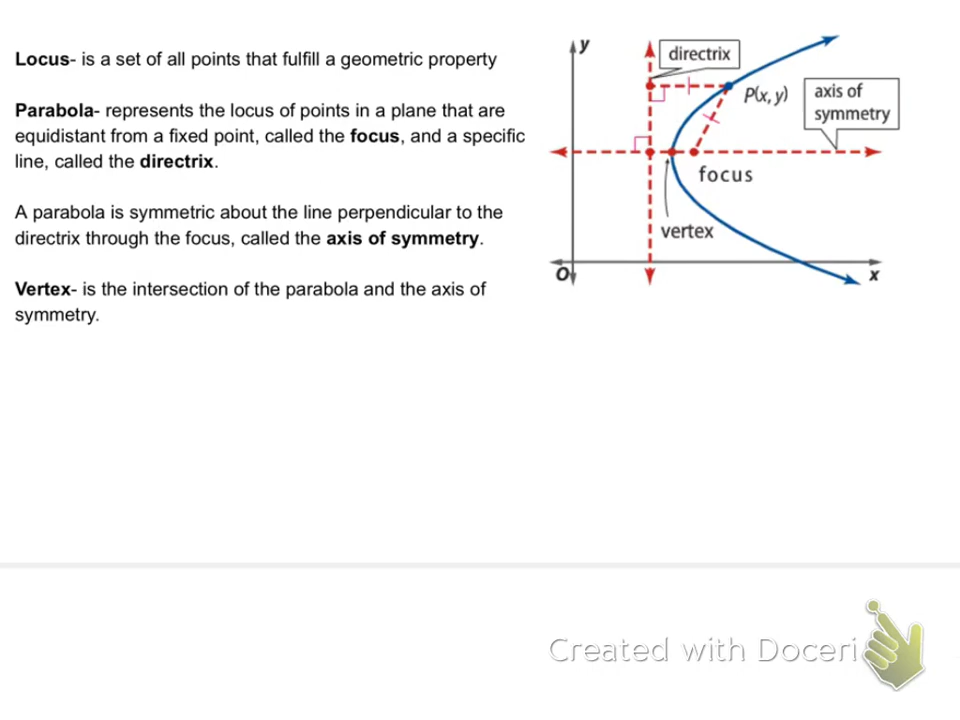 Locus- is a set of all points that fulfill a geometric property
Parabola- represents the locus of points in a plane that are
equidistant from a fixed point, called the focus, and a specific
line, called the directrix.
A parabola is symmetric about the line perpendicular to the
directrix through the focus, called the axis of symmetry.
Vertex- is the intersection of the parabola and the axis of
symmetry.
y
directrix
P(x, y)
axis of
symmetry
focus
vertex
O
x
Created with Doceri